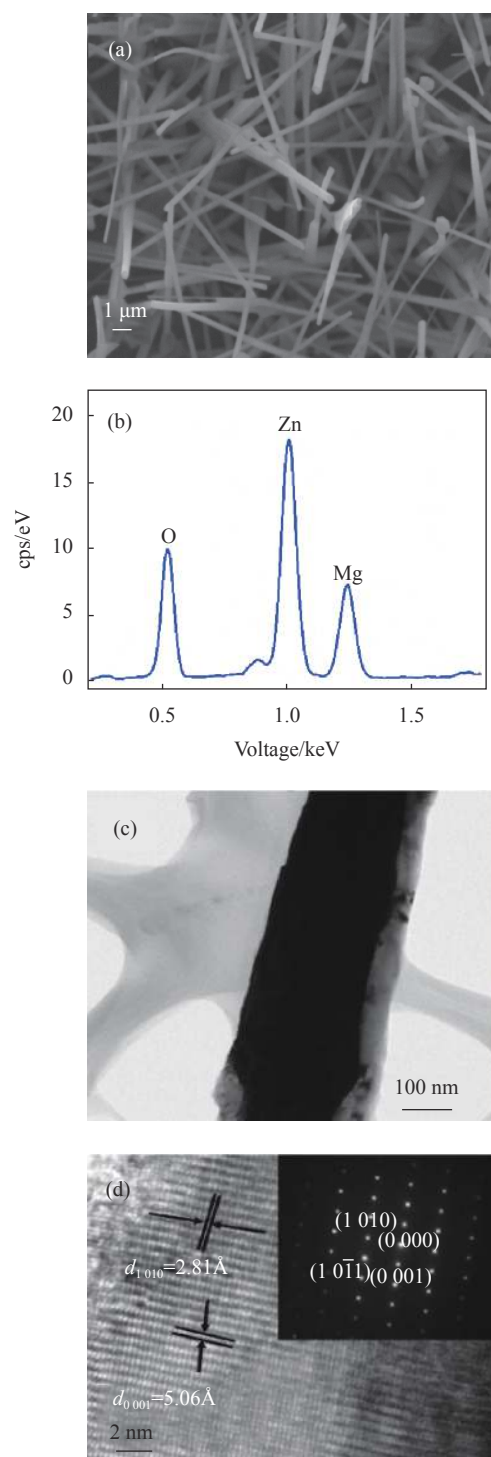 (a)
1 μm
(b)
20
15
10
5
0
cps/eV
O
Zn
Mg
0.5
1.0
1.5
Voltage/keV
(c)
100 nm
(d)
d1 010=2.81Å
d0 001=5.06Å
2 nm
(1 010)
(0 000)
(1 01̅1) (0 001)